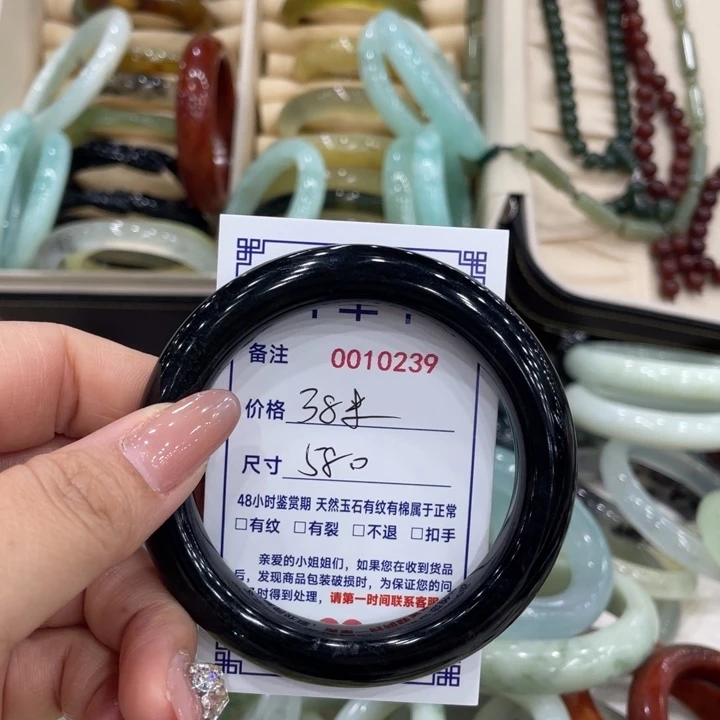 备注 0010239
价格 38米
尺寸 580
48小时鉴赏期 天然玉石有纹有棉属于正常
□有纹 □有裂 □不退 □扣手
亲爱的小姐姐们，如果您在收到货品
后，发现商品包装破损时，为保证您的问
时得到处理，请第一时间联系客服